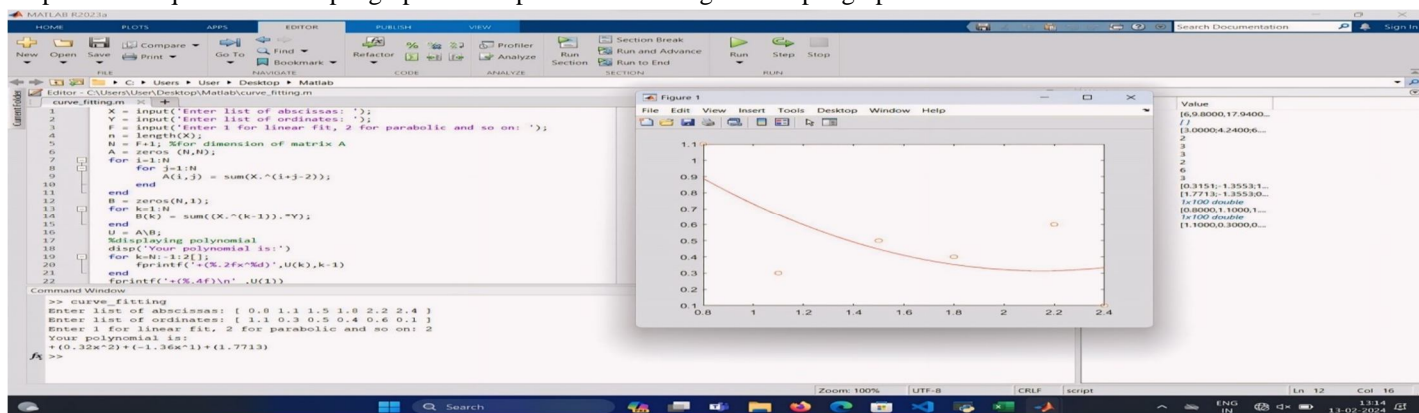 MATLAB R2023a
HOME PLOTS APPS EDITOR PUBLISH VIEW
Search Documentation
Sign In
New Open Save
Compare
Print
Go To
Find
Bookmark
Refactor
Profiler
Analyze
Run Section
Section Break
Run and Advance
Run to End
Run Step Stop
FILE NAVIGATE CODE ANALYZE SECTION RUN
C: Users User Desktop Matlab
Current Folder
Editor - C:\Users\User\Desktop\Matlab\curve_fitting.m
curve_fitting.m
1 X = input('Enter list of abscissas: ');
2 Y = input('Enter list of ordinates: ');
3 F = input('Enter 1 for linear fit, 2 for parabolic and so on: ');
4 n = length(X);
5 N = F+1; %for dimension of matrix A
6 A = zeros (N,N);
7 for i=1:N
8 for j=1:N
9 A(i,j) = sum(X.^(i+j-2));
10 end
11 end
12 B = zeros(N,1);
13 for k=1:N
14 B(k) = sum((X.^(k-1)).*Y);
15 end
16 U = A\B;
17 %displaying polynomial
18 disp('Your polynomial is:')
19 for k=N:-1:2[];
20 fprintf('+(%.2fx^%d)',U(k),k-1)
21 end
22 fprintf('+(%.4f)\n' ,U(1))
Command Window
>> curve_fitting
Enter list of abscissas: [ 0.8 1.1 1.5 1.8 2.2 2.4 ]
Enter list of ordinates: [ 1.1 0.3 0.5 0.4 0.6 0.1 ]
Enter 1 for linear fit, 2 for parabolic and so on: 2
Your polynomial is:
+(0.32x^2)+(-1.36x^1)+(1.7713)
fx >>
Figure 1
File Edit View Insert Tools Desktop Window Help
1.1
1
0.9
0.8
0.7
0.6
0.5
0.4
0.3
0.2
0.1
0.8 1 1.2 1.4 1.6 1.8 2 2.2 2.4
Value
[6,9.8000,17.9400...
[3.0000;4.2400;6...
2
3
3
2
6
3
[0.3151;-1.3553;1...
[1.7713;-1.3553;0...
1x100 double
[0.8000,1.1000,1...
1x100 double
[1.1000,0.3000,0...
Zoom: 100% UTF-8 CRLF script Ln 12 Col 16
Search
ENG
IN
13:14
13-02-2024